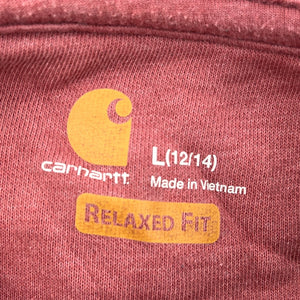 carhartt
L(12/14)
Made in Vietnam
RELAXED FIT